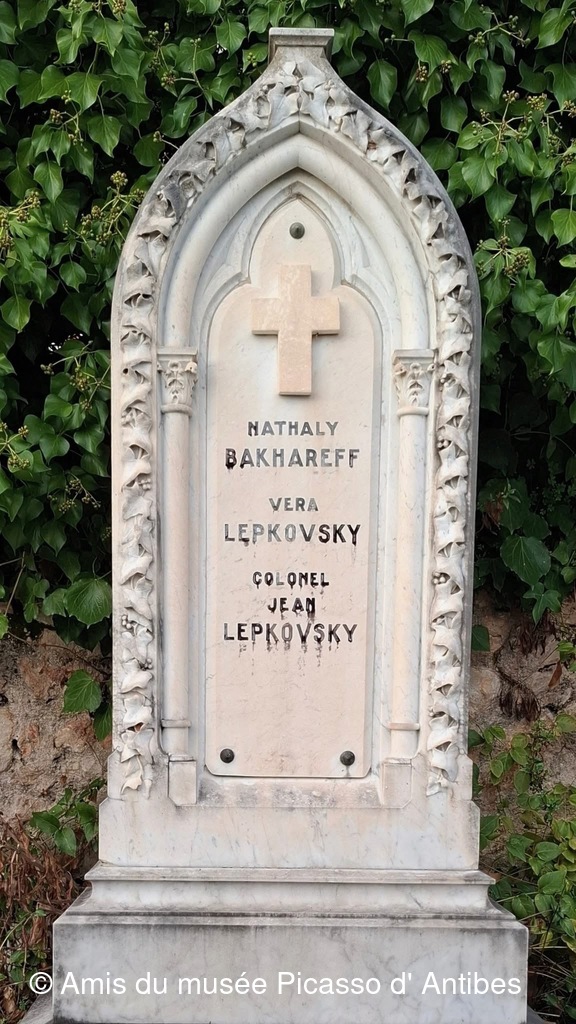 NATHALY
BAKHAREFF
VERA
LEPKOVSKY
COLONEL
JEAN
LEPKOVSKY
© Amis du musée Picasso d' Antibes